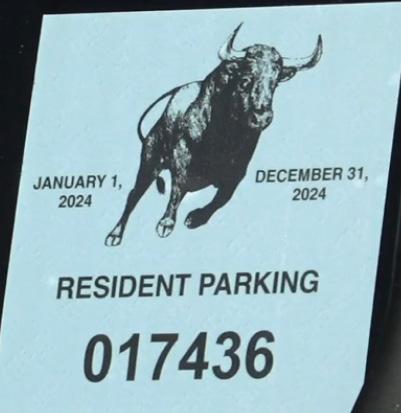 JANUARY 1,
2024
DECEMBER 31,
2024
RESIDENT PARKING
017436